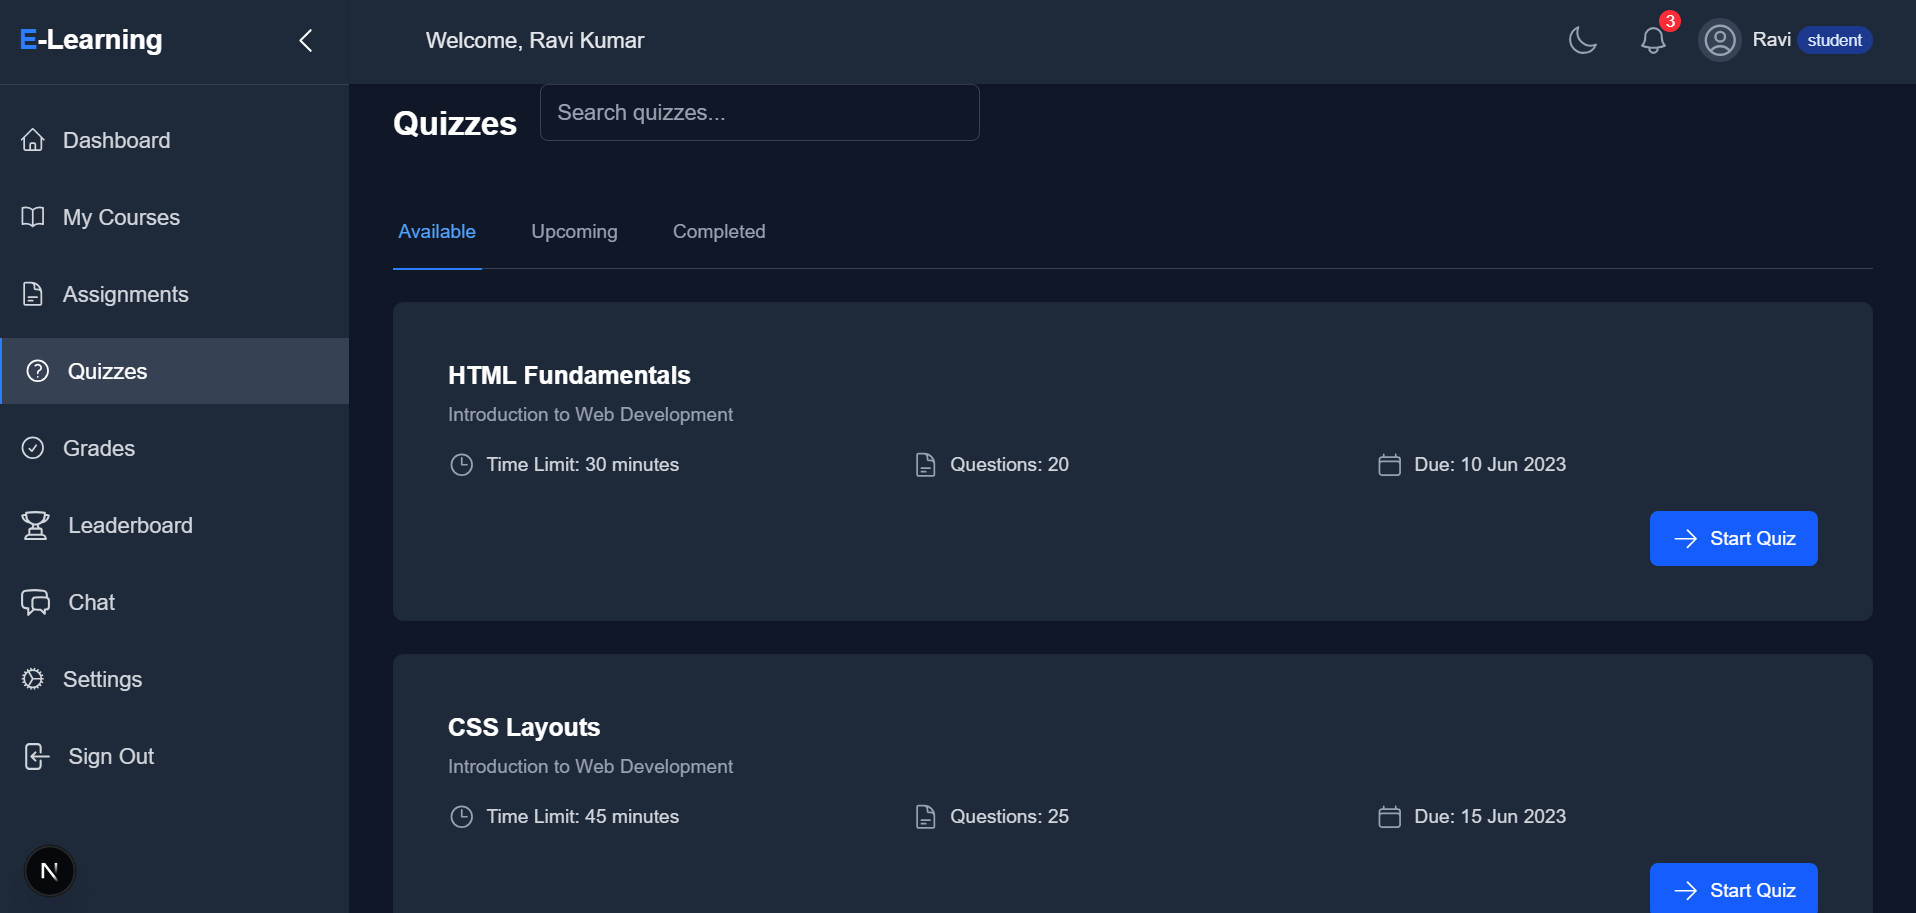 E-Learning
Welcome, Ravi Kumar
3
Ravi student
Dashboard
My Courses
Assignments
Quizzes
Grades
Leaderboard
Chat
Settings
Sign Out
N
Quizzes
Search quizzes...
Available Upcoming Completed
HTML Fundamentals
Introduction to Web Development
Time Limit: 30 minutes Questions: 20 Due: 10 Jun 2023
Start Quiz
CSS Layouts
Introduction to Web Development
Time Limit: 45 minutes Questions: 25 Due: 15 Jun 2023
Start Quiz